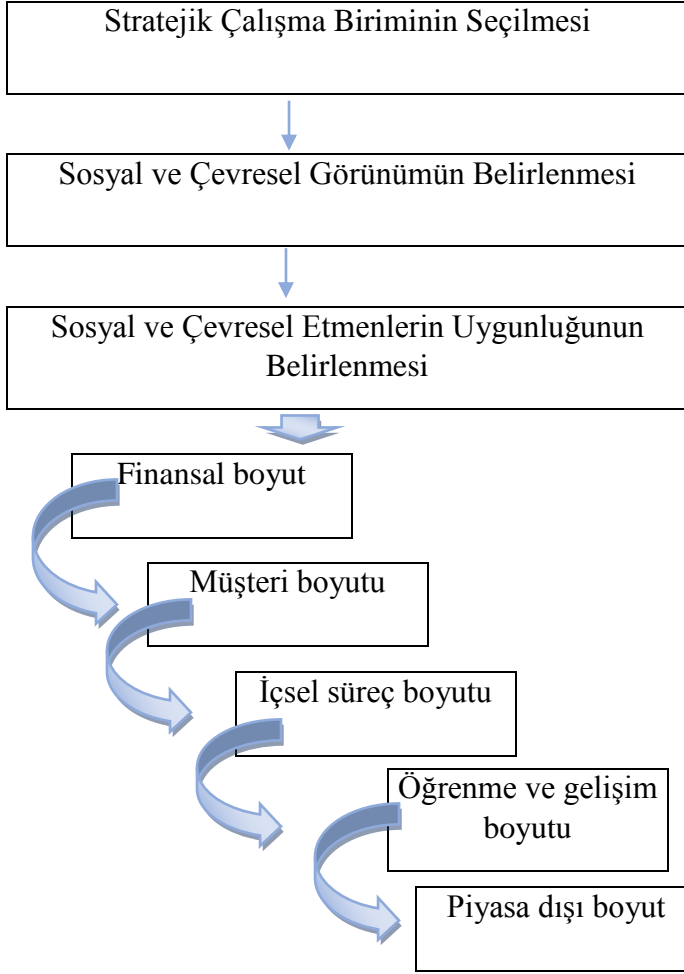 Stratejik Çalışma Biriminin Seçilmesi
Sosyal ve Çevresel Görünümün Belirlenmesi
Sosyal ve Çevresel Etmenlerin Uygunluğunun
Belirlenmesi
Finansal boyut
Müşteri boyutu
İçsel süreç boyutu
Öğrenme ve gelişim
boyutu
Piyasa dışı boyut